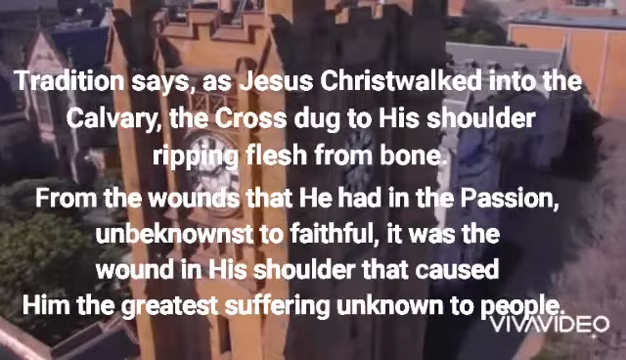 Tradition says, as Jesus Christwalked into the
Calvary, the Cross dug to His shoulder
ripping flesh from bone.
From the wounds that He had in the Passion,
unbeknownst to faithful, it was the
wound in His shoulder that caused
Him the greatest suffering unknown to people.
VIVAVIDEO